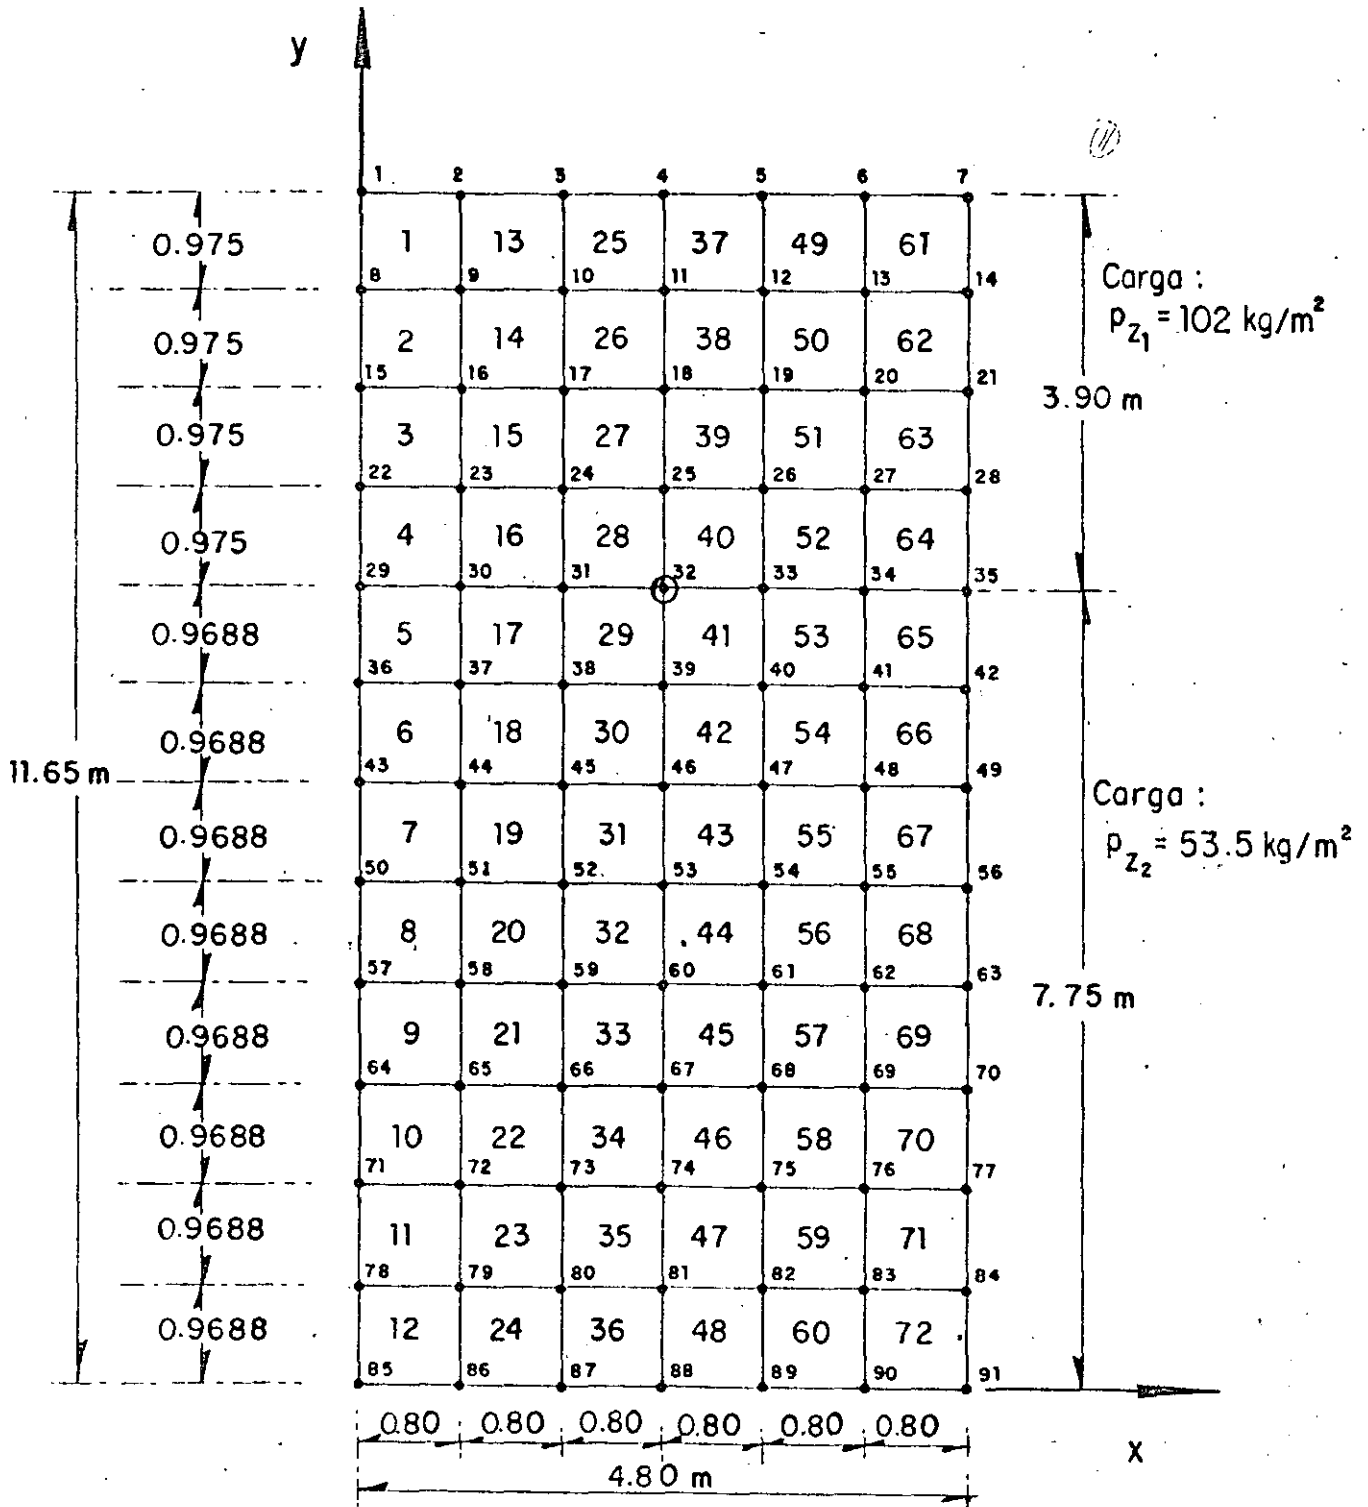 y
1 2 3 4 5 6 7
0.975 1 13 25 37 49 61
8 9 10 11 12 13 14
Carga :
p_z1 = 102 kg/m²
0.975 2 14 26 38 50 62
15 16 17 18 19 20 21
3.90 m
0.975 3 15 27 39 51 63
22 23 24 25 26 27 28
0.975 4 16 28 40 52 64
29 30 31 32 33 34 35
0.9688 5 17 29 41 53 65
36 37 38 39 40 41 42
0.9688 6 18 30 42 54 66
11.65 m
43 44 45 46 47 48 49
Carga :
p_z2 = 53.5 kg/m²
0.9688 7 19 31 43 55 67
50 51 52 53 54 55 56
0.9688 8 20 32 44 56 68
57 58 59 60 61 62 63
7.75 m
0.9688 9 21 33 45 57 69
64 65 66 67 68 69 70
0.9688 10 22 34 46 58 70
71 72 73 74 75 76 77
0.9688 11 23 35 47 59 71
78 79 80 81 82 83 84
0.9688 12 24 36 48 60 72
85 86 87 88 89 90 91
0.80 0.80 0.80 0.80 0.80 0.80
x
4.80 m